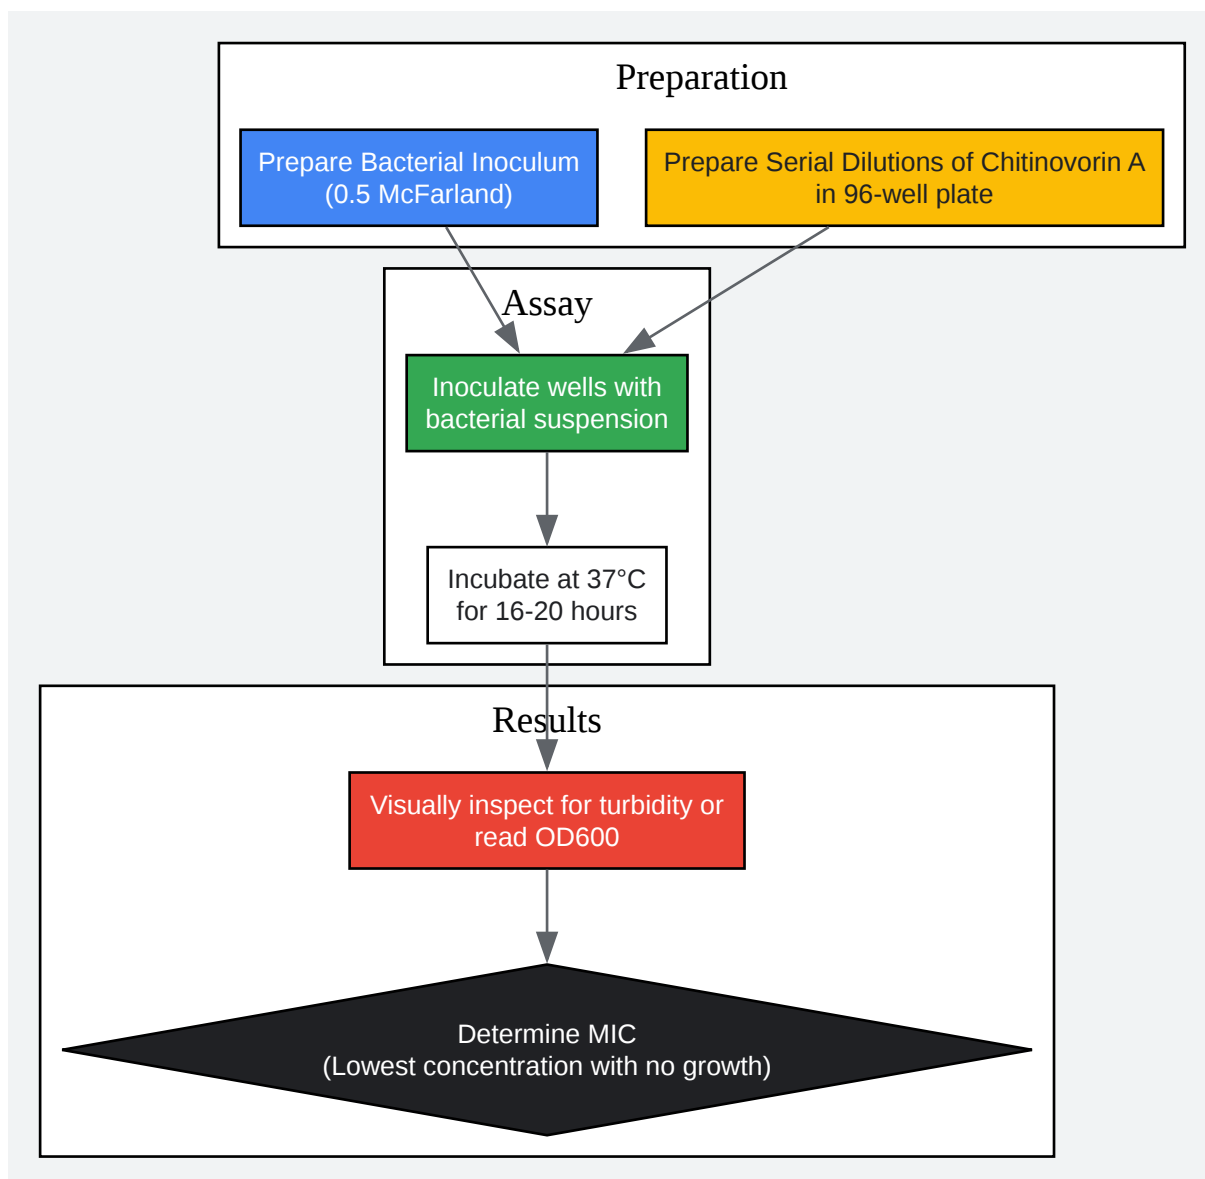 Preparation
Prepare Bacterial Inoculum
(0.5 McFarland)
Prepare Serial Dilutions of Chitinovorin A
in 96-well plate
Assay
Inoculate wells with
bacterial suspension
Incubate at 37°C
for 16-20 hours
Results
Visually inspect for turbidity or
read OD600
Determine MIC
(Lowest concentration with no growth)